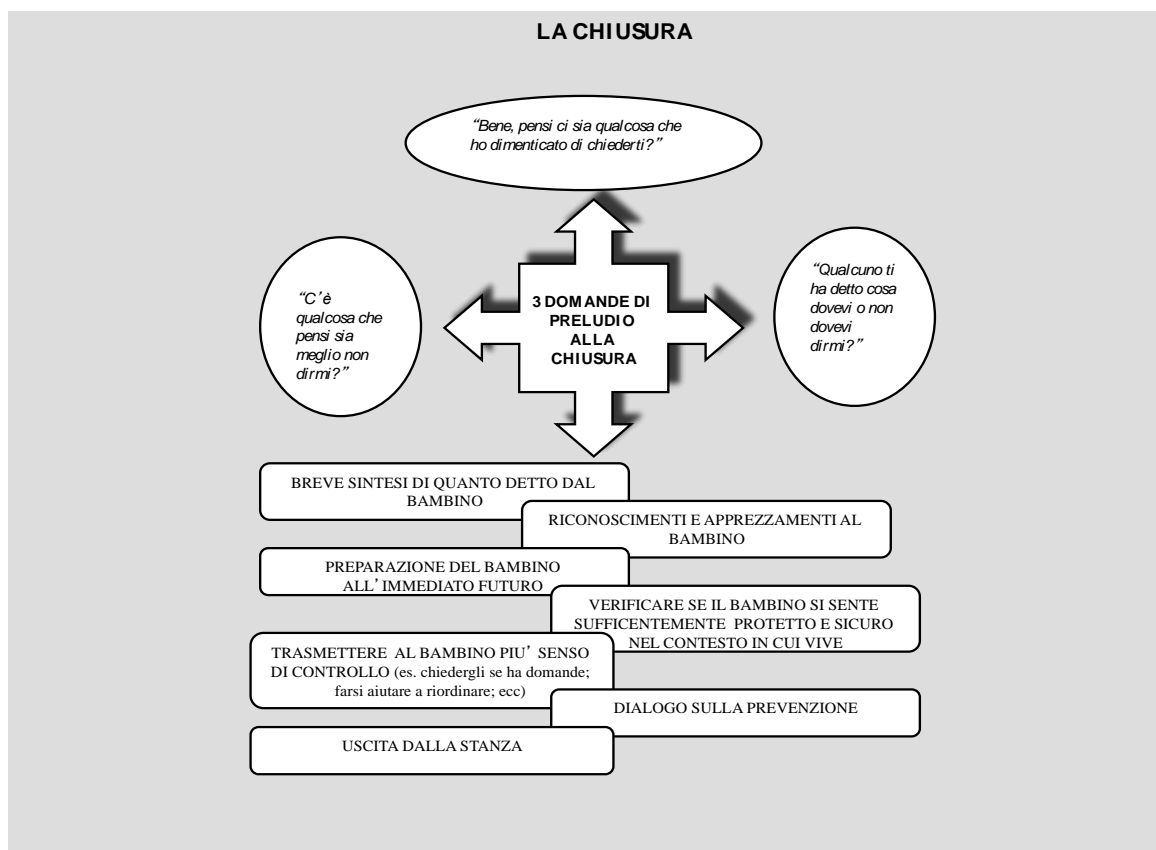 LA CHIUSURA
“Bene, pensi ci sia qualcosa che
ho dimenticato di chiederti?”
“C’è
qualcosa che
pensi sia
meglio non
dirmi?”
3 DOMANDE DI
PRELUDIO
ALLA
CHIUSURA
“Qualcuno ti
ha detto cosa
dovevi o non
dovevi
dirmi?”
BREVE SINTESI DI QUANTO DETTO DAL
BAMBINO
RICONOSCIMENTI E APPREZZAMENTI AL
BAMBINO
PREPARAZIONE DEL BAMBINO
ALL’IMMEDIATO FUTURO
VERIFICARE SE IL BAMBINO SI SENTE
SUFFICENTEMENTE PROTETTO E SICURO
NEL CONTESTO IN CUI VIVE
TRASMETTERE AL BAMBINO PIU’ SENSO
DI CONTROLLO (es. chiedergli se ha domande;
farsi aiutare a riordinare; ecc)
DIALOGO SULLA PREVENZIONE
USCITA DALLA STANZA